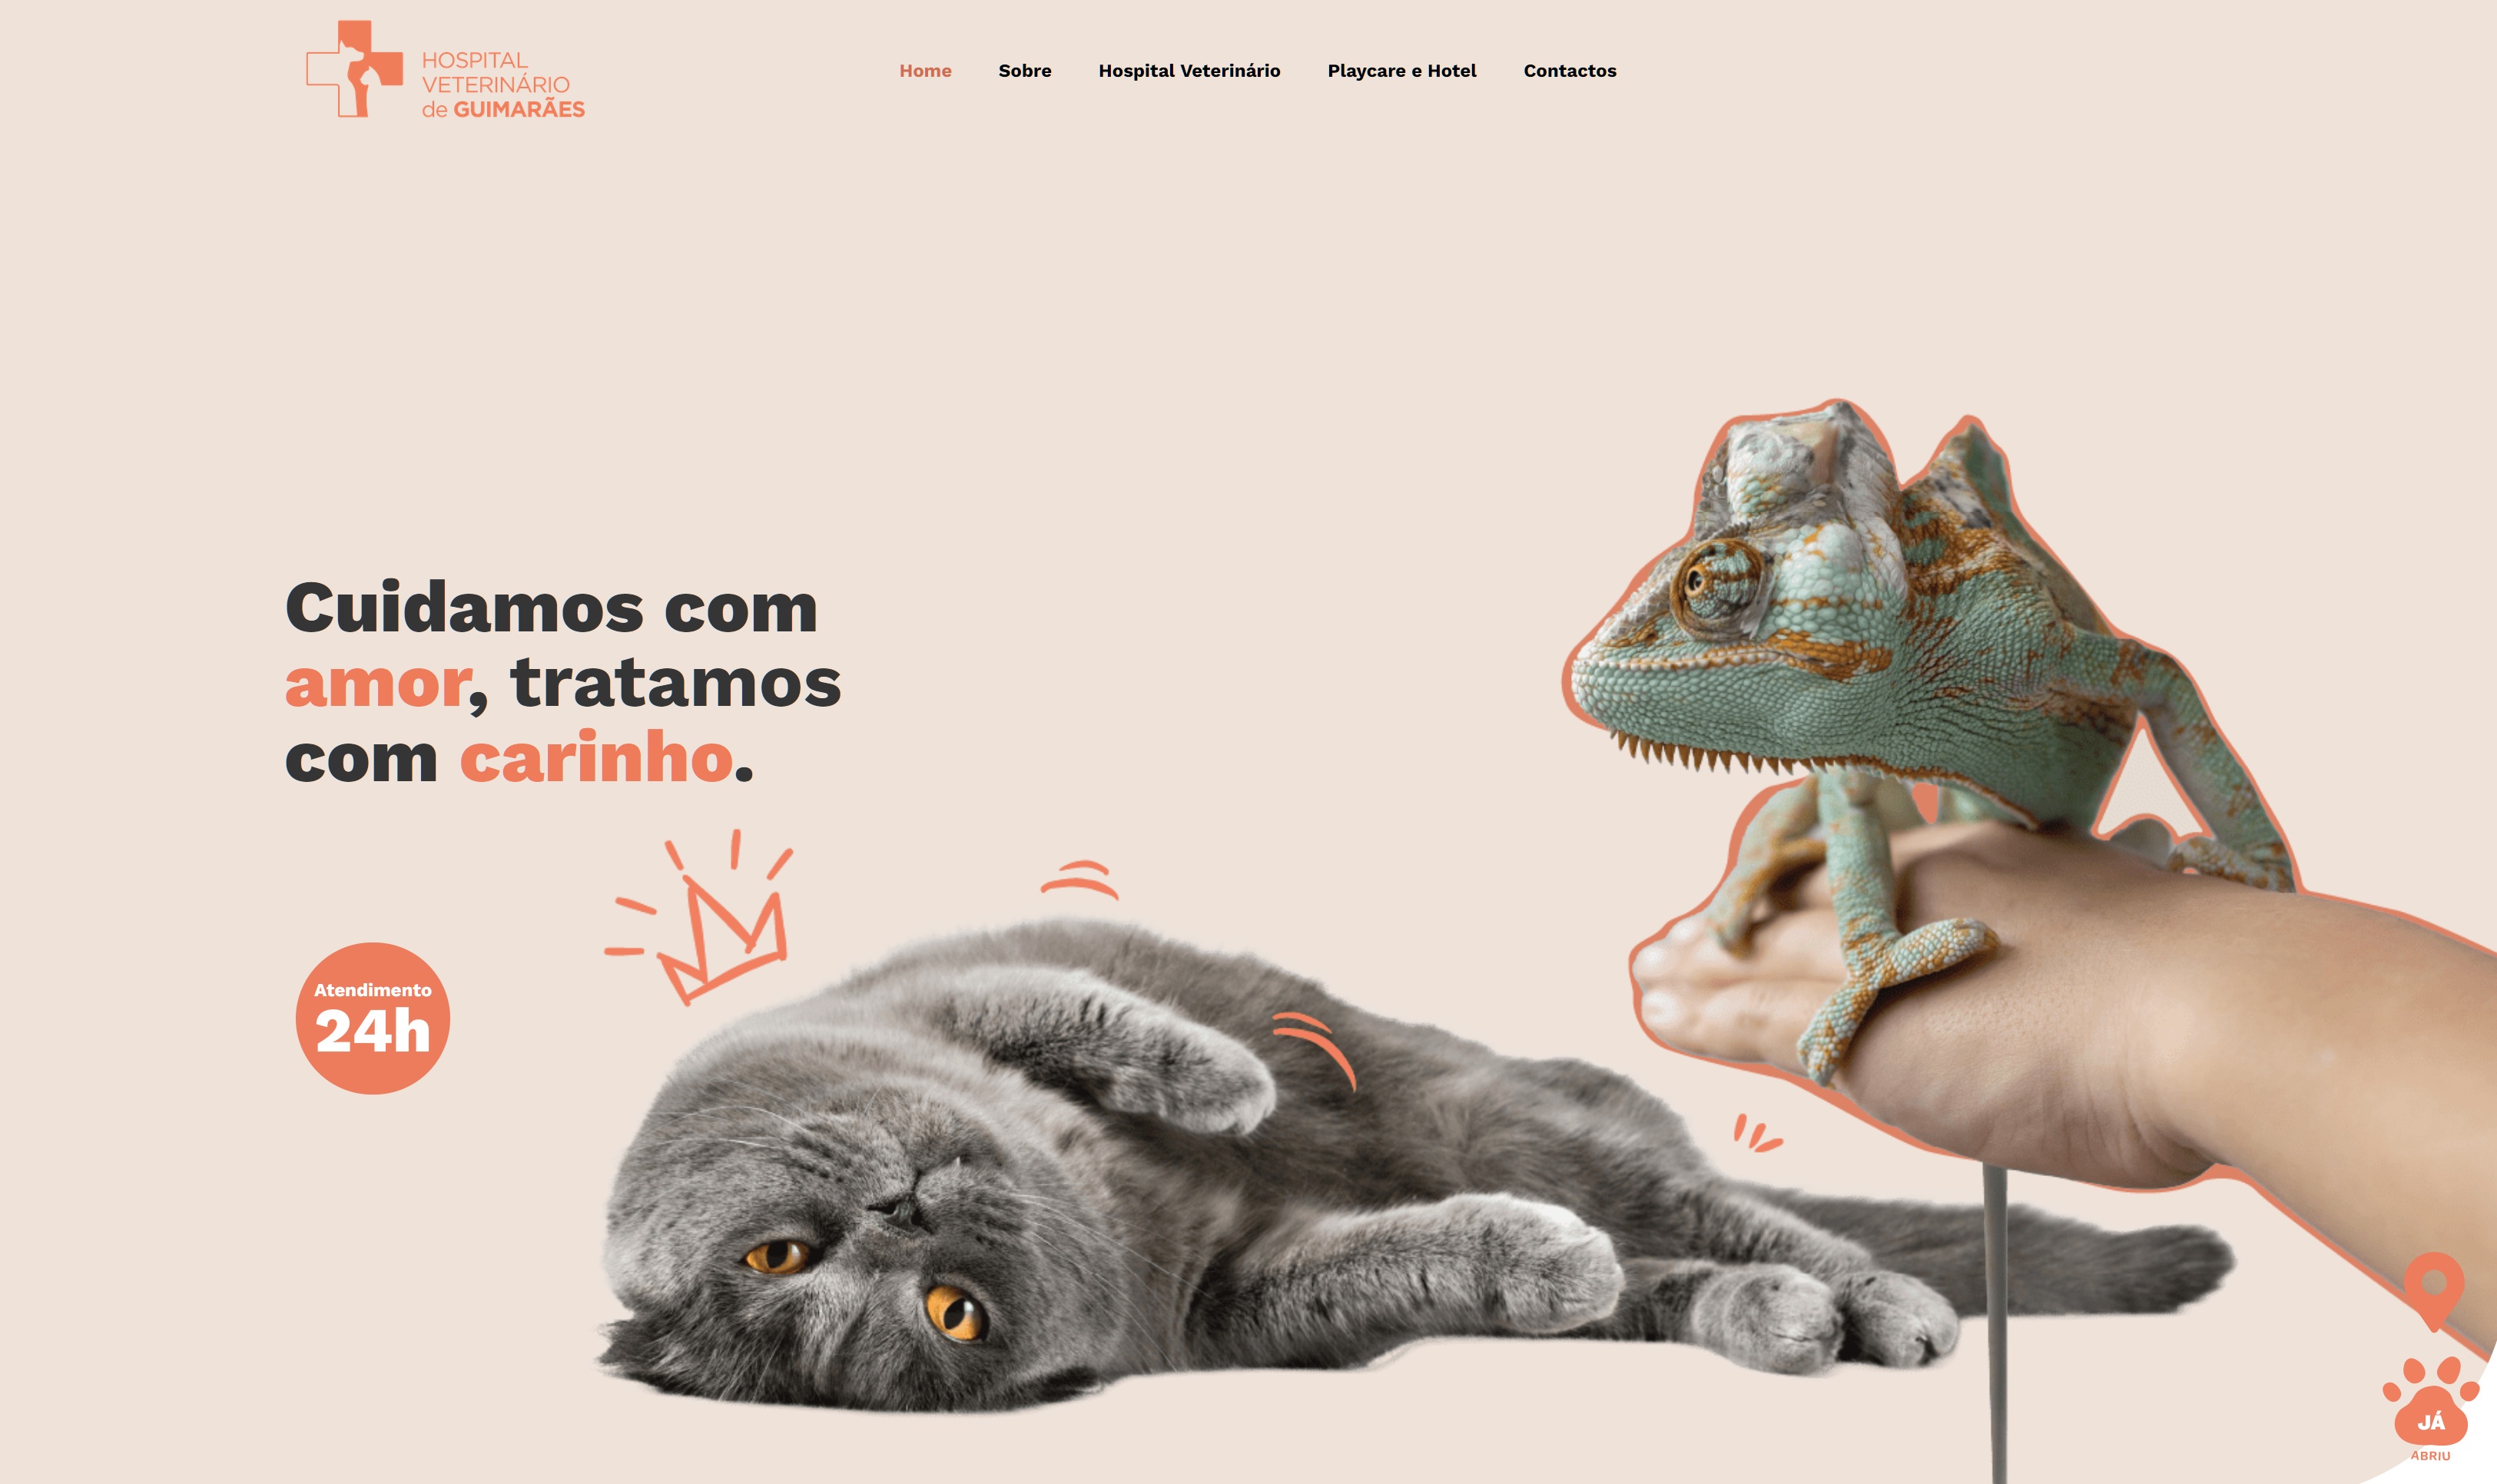 HOSPITAL
VETERINÁRIO
de GUIMARÃES
Home Sobre Hospital Veterinário Playcare e Hotel Contactos
Cuidamos com
amor, tratamos
com carinho.
Atendimento
24h
JÁ
ABRIU